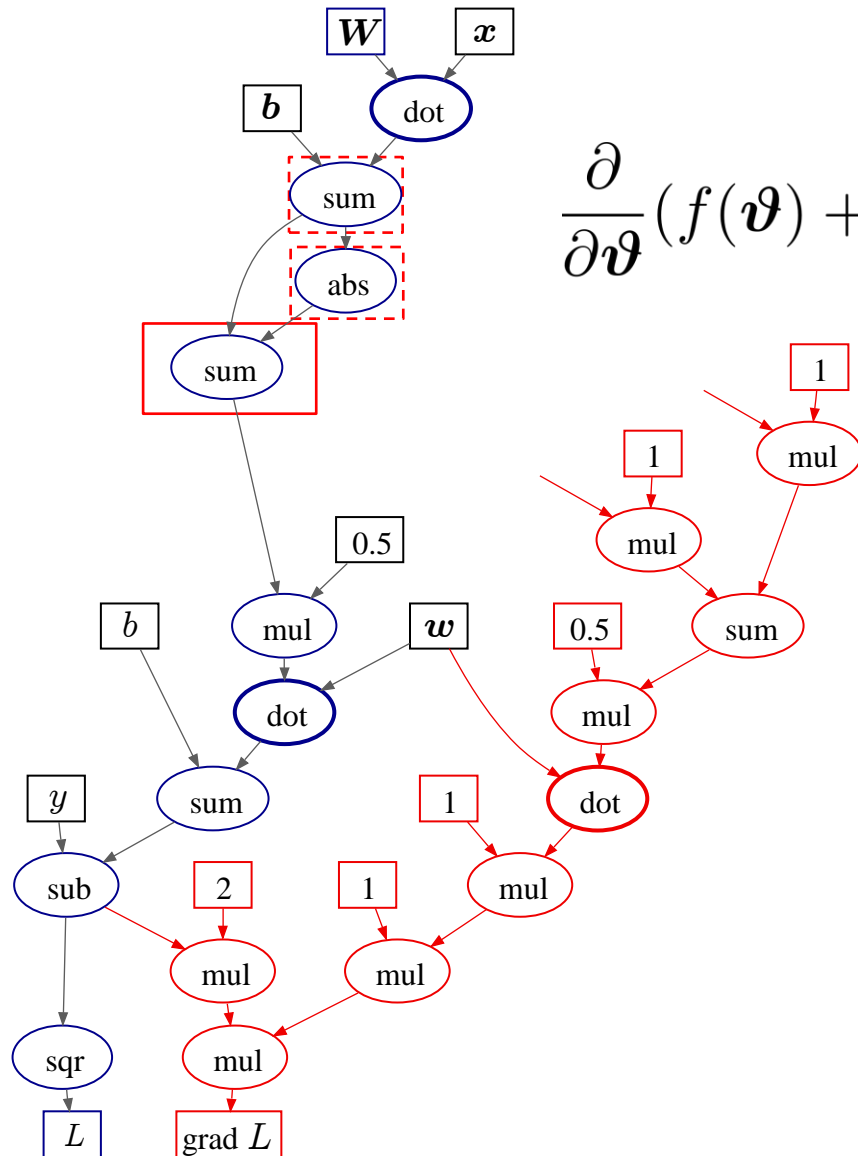 W x
b dot
sum
∂/∂ϑ (f(ϑ) +
abs
sum
1
1 mul
0.5 mul
mul 0.5 sum
b w
dot mul
y sum 1 dot
sub 2 1 mul
mul mul
sqr mul
L grad L